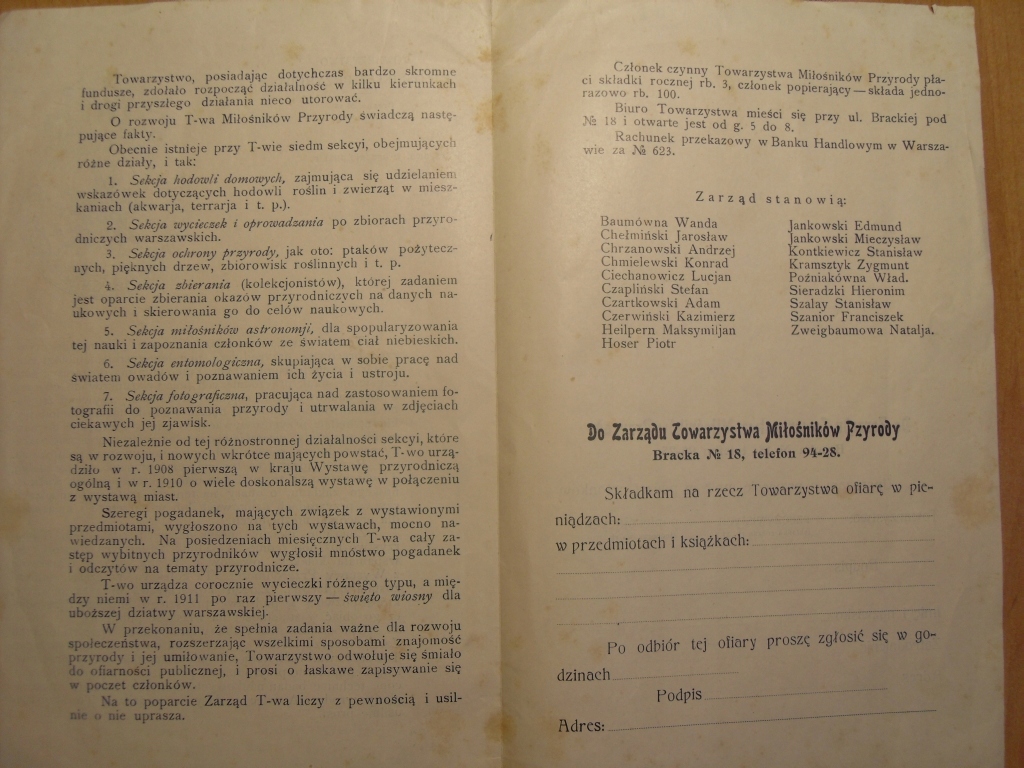 Towarzystwo, posiadając dotychczas bardzo skromne
fundusze, zdołało rozpocząć działalność w kilku kierunkach
i drogi przyszłego działania nieco utorować.
O rozwoju T-wa Miłośników Przyrody świadczą nastę-
pujące fakty.
Obecnie istnieje przy T-wie siedm sekcyi, obejmujących
różne działy, i tak:
1. Sekcja hodowli domowych, zajmująca się udzielaniem
wskazówek dotyczących hodowli roślin i zwierząt w miesz-
kaniach (akwarja, terrarja i t. p.).
2. Sekcja wycieczek i oprowadzania po zbiorach przyro-
dniczych warszawskich.
3. Sekcja ochrony przyrody, jak oto: ptaków pożytecz-
nych, pięknych drzew, zbiorowisk roślinnych i t. p.
4. Sekcja zbierania (kolekcjonistów), której zadaniem
jest oparcie zbierania okazów przyrodniczych na danych na-
ukowych i skierowania go do celów naukowych.
5. Sekcja miłośników astronomji, dla spopularyzowania
tej nauki i zapoznania członków ze światem ciał niebieskich.
6. Sekcja entomologiczna, skupiająca w sobie pracę nad
światem owadów i poznawaniem ich życia i ustroju.
7. Sekcja fotograficzna, pracująca nad zastosowaniem fo-
tografii do poznawania przyrody i utrwalania w zdjęciach
ciekawych jej zjawisk.
Niezależnie od tej różnostronnej działalności sekcyi, które
są w rozwoju, i nowych wkrótce mających powstać, T-wo urzą-
dziło w r. 1908 pierwszą w kraju Wystawę przyrodniczą
ogólną i w r. 1910 o wiele doskonalszą wystawę w połączeniu
z wystawą miast.
Szeregi pogadanek, mających związek z wystawionymi
przedmiotami, wygłoszono na tych wystawach, mocno na-
wiedzanych. Na posiedzeniach miesięcznych T-wa cały za-
stęp wybitnych przyrodników wygłosił mnóstwo pogadanek
i odczytów na tematy przyrodnicze.
T-wo urządza corocznie wycieczki różnego typu, a mię-
dzy niemi w r. 1911 po raz pierwszy — święto wiosny dla
uboższej dziatwy warszawskiej.
W przekonaniu, że spełnia zadania ważne dla rozwoju
społeczeństwa, rozszerzając wszelkimi sposobami znajomość
przyrody i jej umiłowanie, Towarzystwo odwołuje się śmiało
do ofiarności publicznej, i prosi o łaskawe zapisywanie się
w poczet członków.
Na to poparcie Zarząd T-wa liczy z pewnością i usil-
nie o nie uprasza.
Członek czynny Towarzystwa Miłośników Przyrody pła-
ci składki rocznej rb. 3, członek popierający — składa jedno-
razowo rb. 100.
Biuro Towarzystwa mieści się przy ul. Brackiej pod
№ 18 i otwarte jest od g. 5 do 8.
Rachunek przekazowy w Banku Handlowym w Warsza-
wie za № 623.
Zarząd stanowią:
Baumówna Wanda
Chełmiński Jarosław
Chrzanowski Andrzej
Chmielewski Konrad
Ciechanowicz Lucjan
Czapliński Stefan
Czartkowski Adam
Czerwiński Kazimierz
Heilpern Maksymiljan
Hoser Piotr
Jankowski Edmund
Jankowski Mieczysław
Kontkiewicz Stanisław
Kramsztyk Zygmunt
Poźniakówna Wład.
Sieradzki Hieronim
Szalay Stanisław
Szanior Franciszek
Zweigbaumowa Natalja.
Do Zarządu Towarzystwa Miłośników Pzyrody
Bracka № 18, telefon 94-28.
Składkam na rzecz Towarzystwa ofiarę w pie-
niądzach:
w przedmiotach i książkach:
Po odbiór tej ofiary proszę zgłosić się w go-
dzinach
Podpis
Adres: